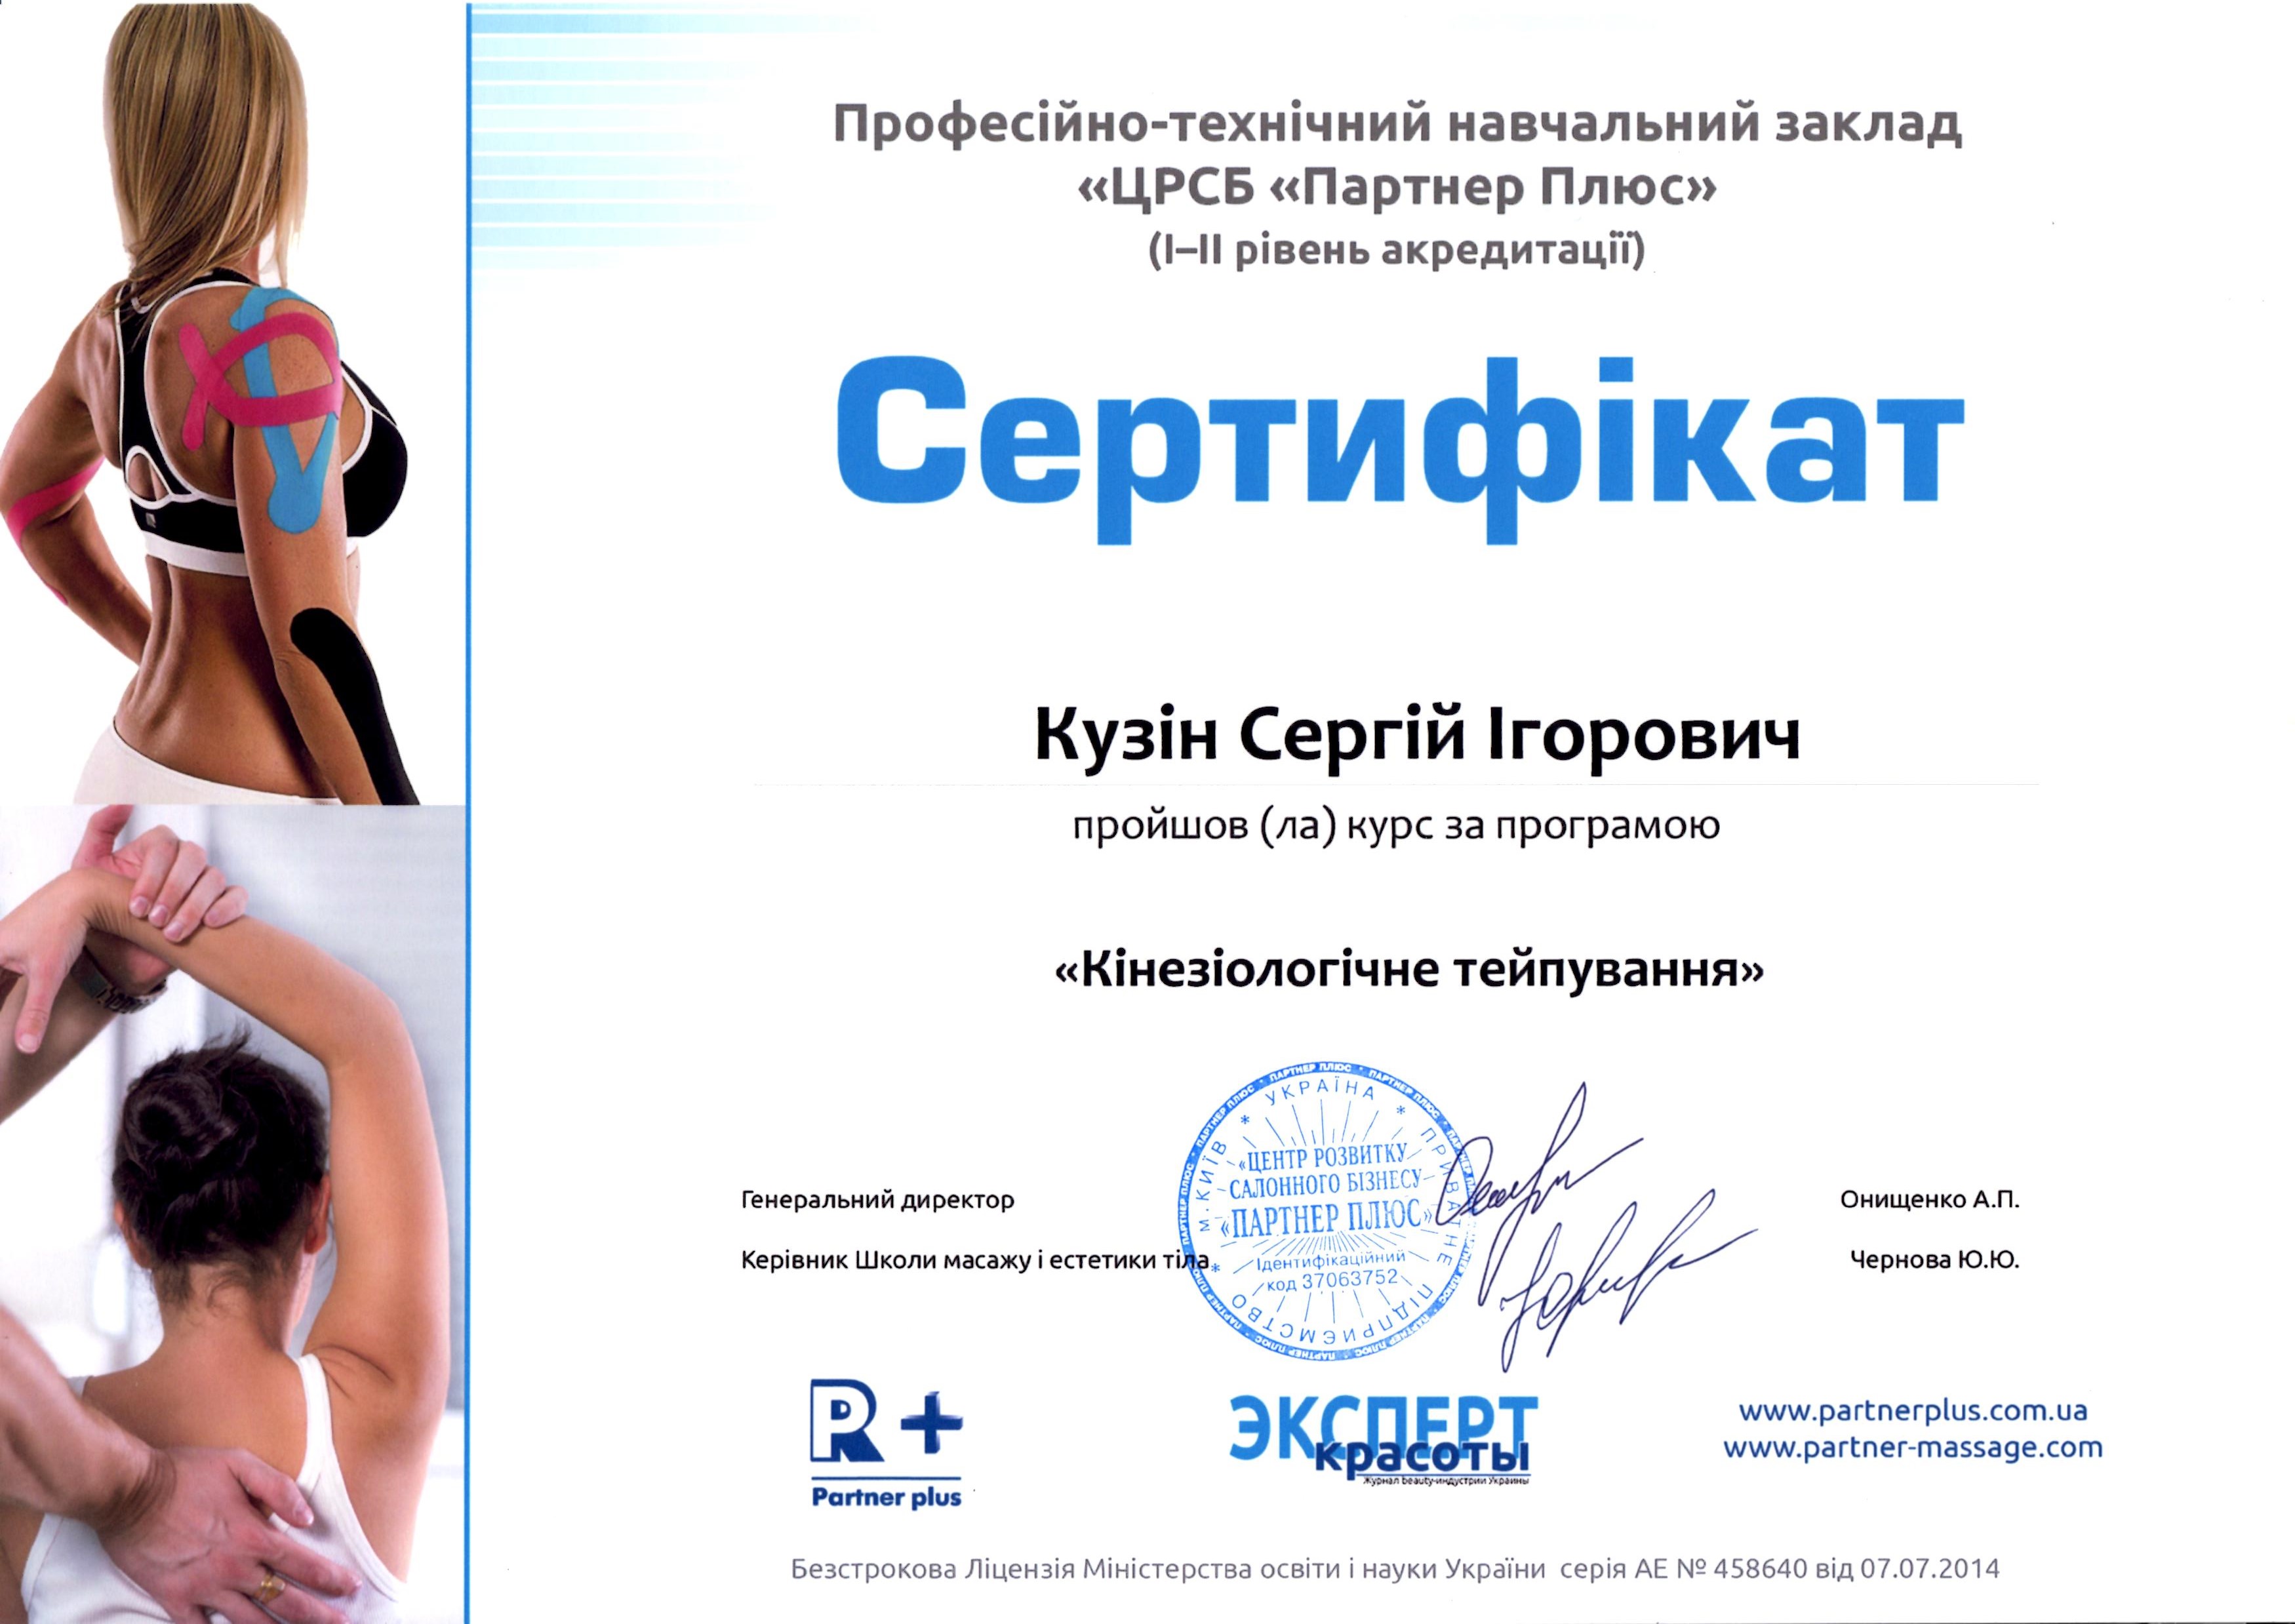 Професійно-технічний навчальний заклад
«ЦРСБ «Партнер Плюс»
(І–ІІ рівень акредитації)
Сертифікат
Кузін Сергій Ігорович
пройшов (ла) курс за програмою
«Кінезіологічне тейпування»
Генеральний директор
Онищенко А.П.
Керівник Школи масажу і естетики тіла
Чернова Ю.Ю.
ПАРТНЕР ПЛЮС * ПАРТНЕР ПЛЮС * ПАРТНЕР ПЛЮС
* УКРАЇНА * ПРИВАТНЕ ПІДПРИЄМСТВО * м. КИЇВ
«ЦЕНТР РОЗВИТКУ
САЛОННОГО БІЗНЕСУ
«ПАРТНЕР ПЛЮС»
Ідентифікаційний
код 37063752
R +
Partner plus
ЭКСПЕРТ
красоты
Журнал beauty-индустрии Украины
www.partnerplus.com.ua
www.partner-massage.com
Безстрокова Ліцензія Міністерства освіти і науки України серія АЕ № 458640 від 07.07.2014